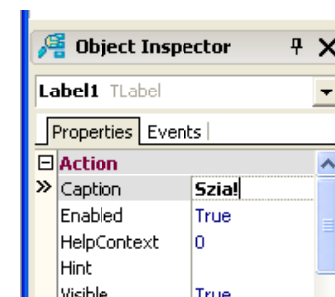 Object Inspector
Label1 TLabel
Properties Events
Action
Caption Szia!
Enabled True
HelpContext 0
Hint
Visible True